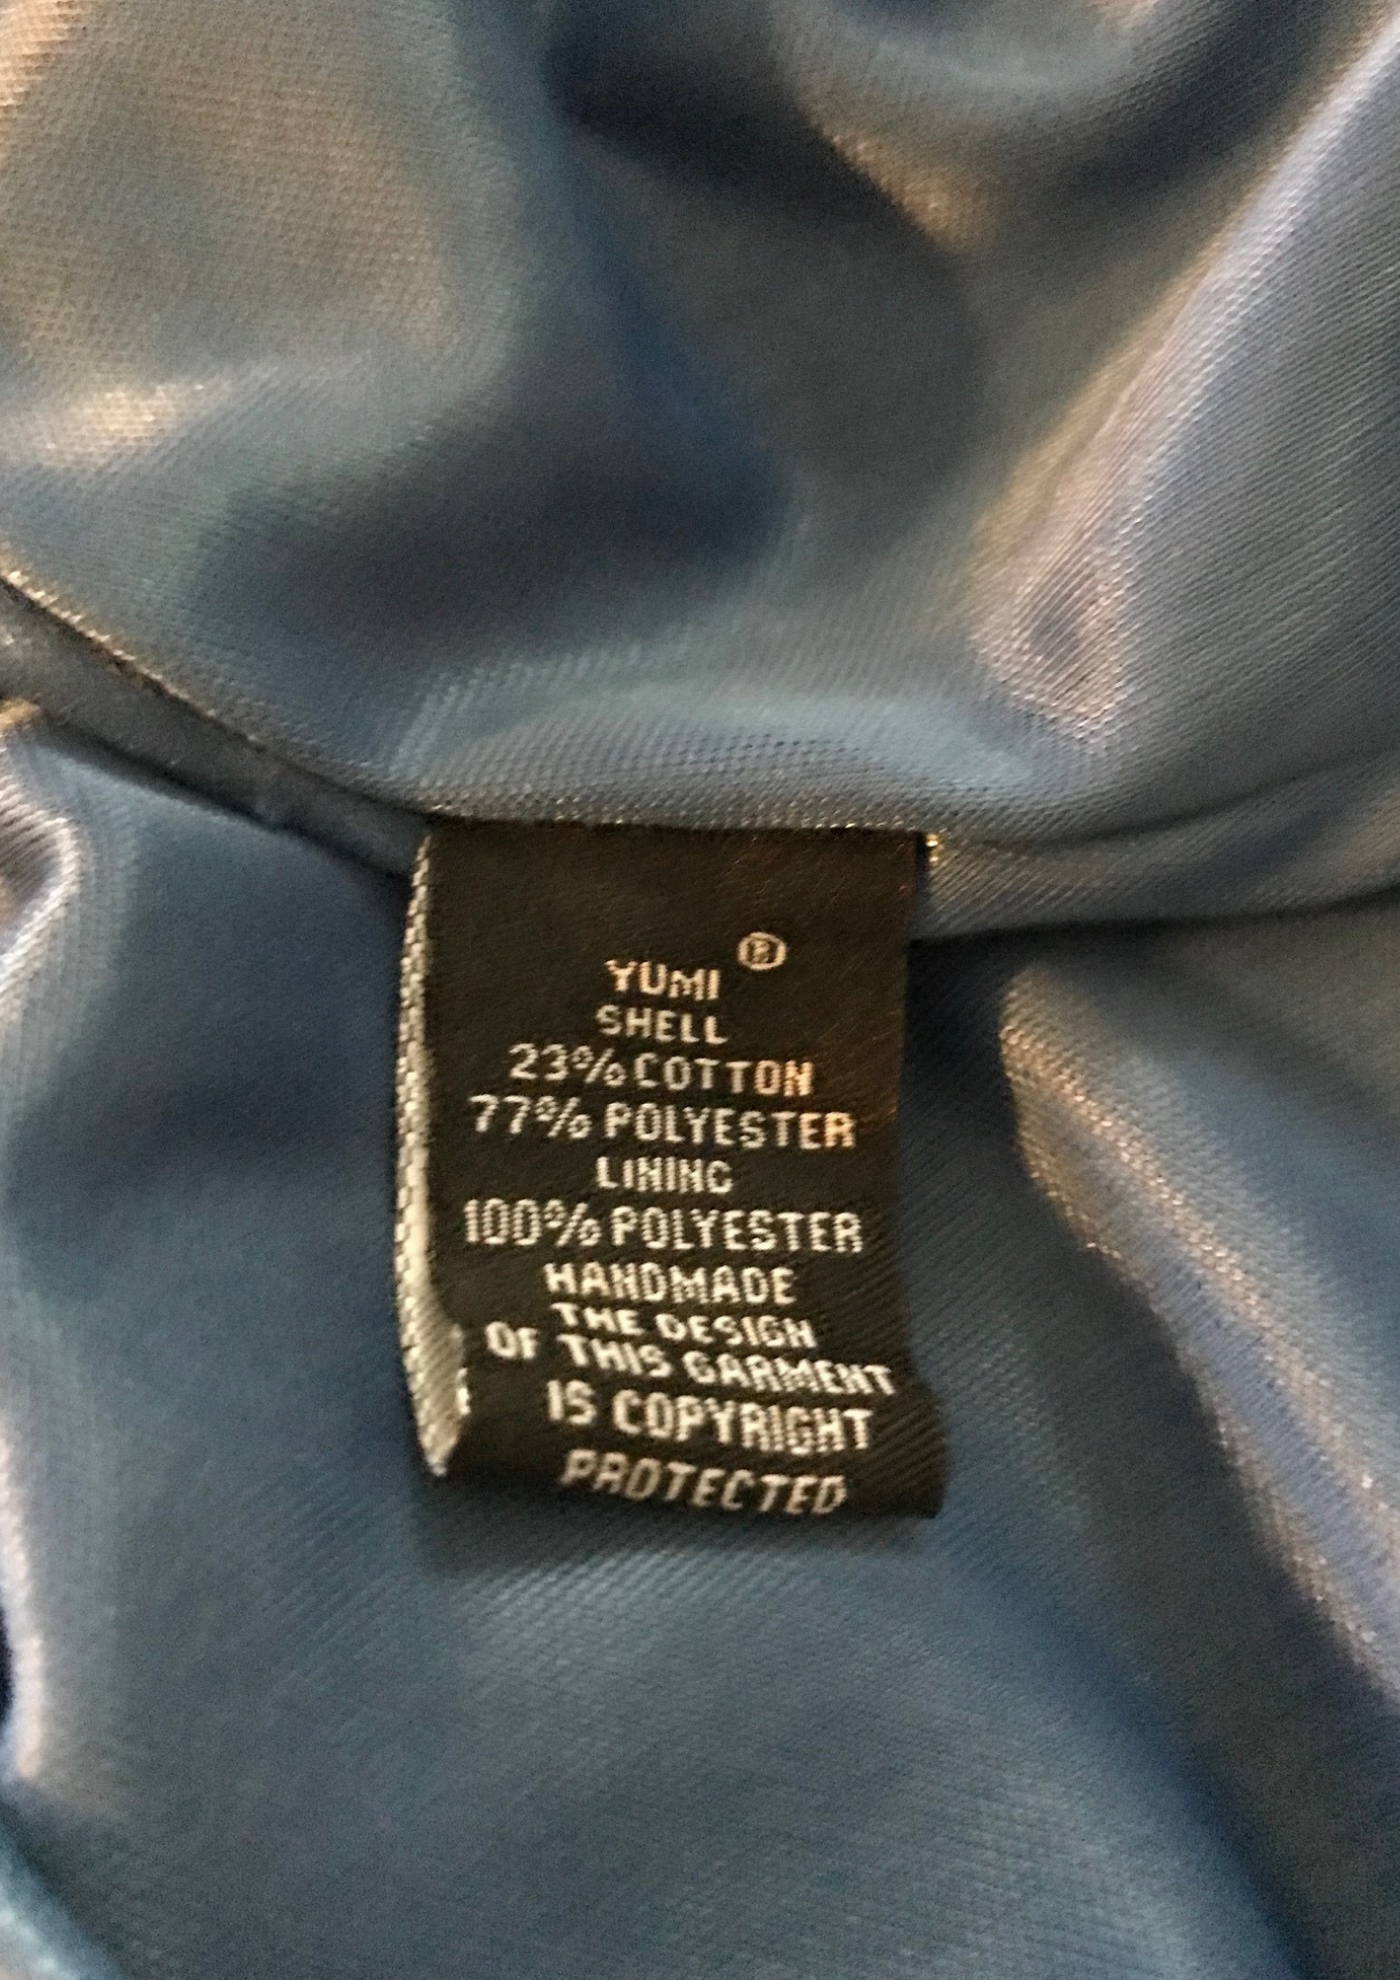 YUMI ®
SHELL
23% COTTON
77% POLYESTER
LINING
100% POLYESTER
HANDMADE
THE DESIGN
OF THIS GARMENT
IS COPYRIGHT
PROTECTED